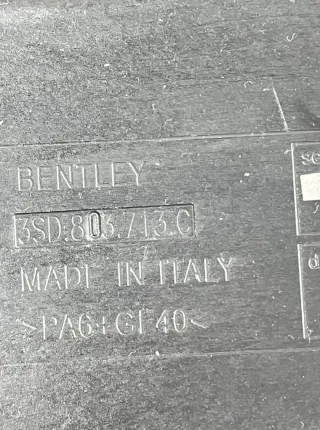 BENTLEY
3SD.803.713.C
MADE IN ITALY
>PA6+GF40<